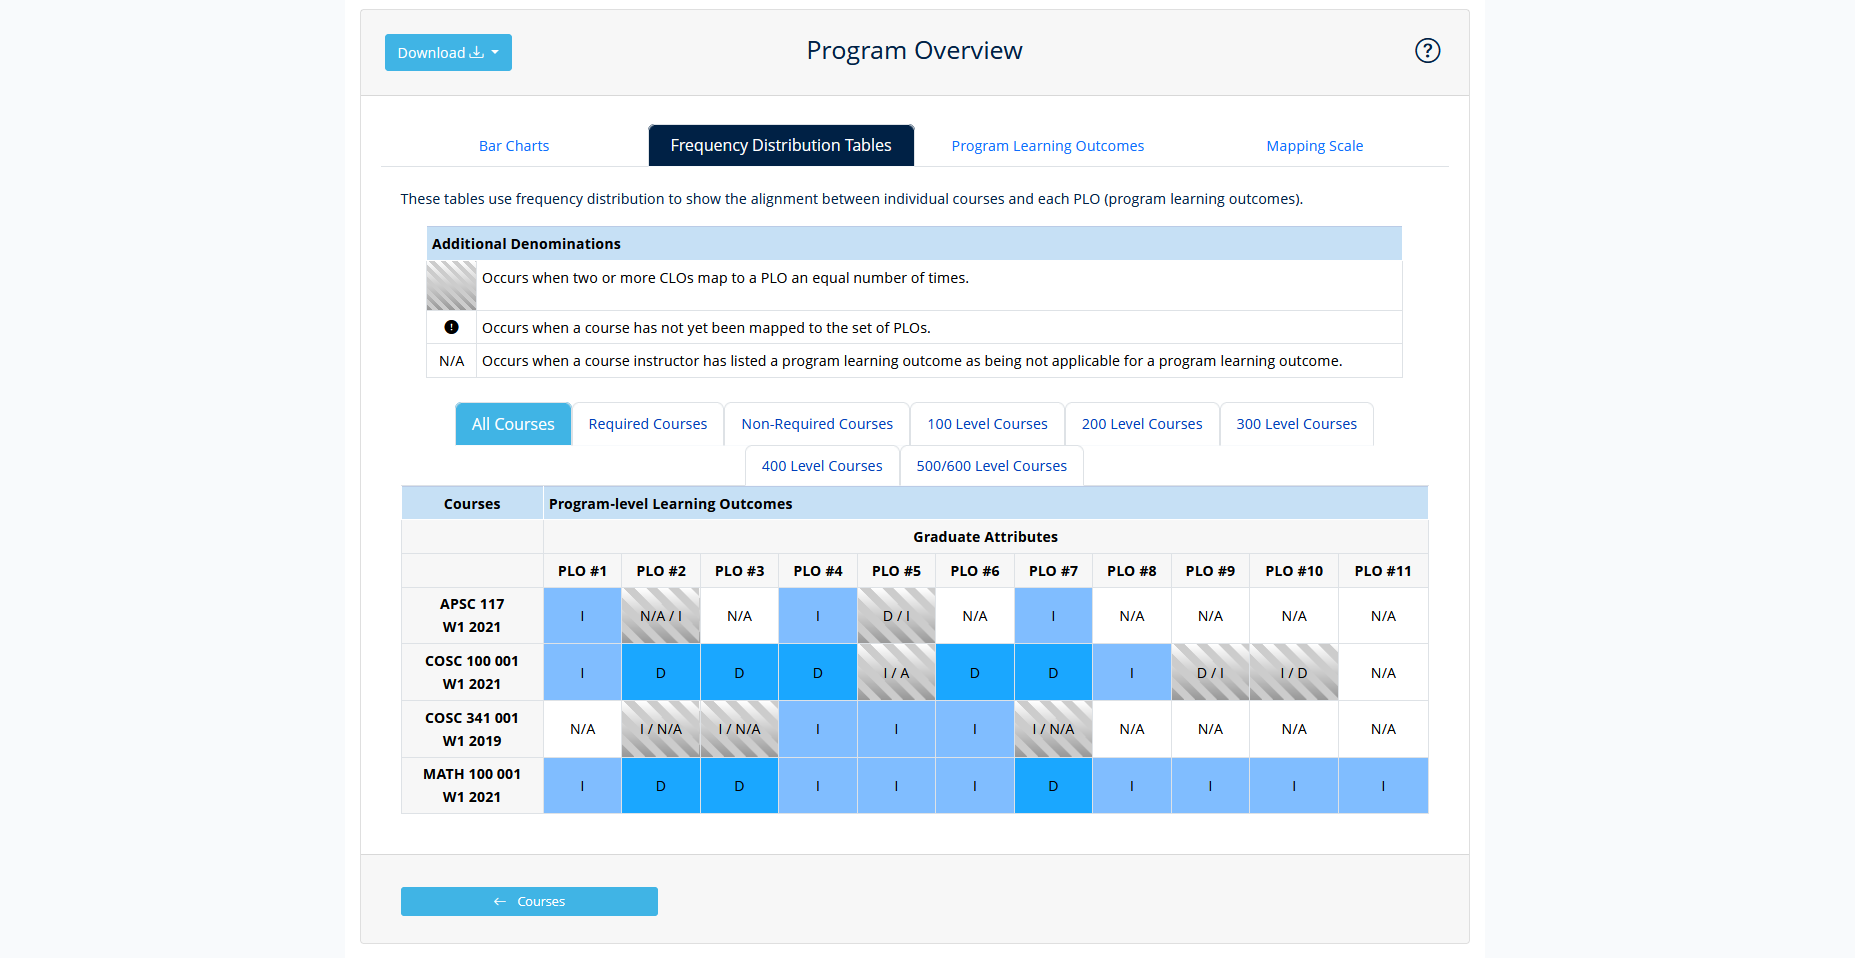 Download
Program Overview
Bar Charts
Frequency Distribution Tables
Program Learning Outcomes
Mapping Scale
These tables use frequency distribution to show the alignment between individual courses and each PLO (program learning outcomes).
Additional Denominations
Occurs when two or more CLOs map to a PLO an equal number of times.
Occurs when a course has not yet been mapped to the set of PLOs.
N/A Occurs when a course instructor has listed a program learning outcome as being not applicable for a program learning outcome.
All Courses Required Courses Non-Required Courses 100 Level Courses 200 Level Courses 300 Level Courses
400 Level Courses 500/600 Level Courses
Courses Program-level Learning Outcomes
Graduate Attributes
PLO #1 PLO #2 PLO #3 PLO #4 PLO #5 PLO #6 PLO #7 PLO #8 PLO #9 PLO #10 PLO #11
APSC 117
W1 2021
I N/A / I N/A I D / I N/A I N/A N/A N/A N/A
COSC 100 001
W1 2021
I D D D I / A D D I D / I I / D N/A
COSC 341 001
W1 2019
N/A I / N/A I / N/A I I I I / N/A N/A N/A N/A N/A
MATH 100 001
W1 2021
I D D I I I D I I I I
← Courses